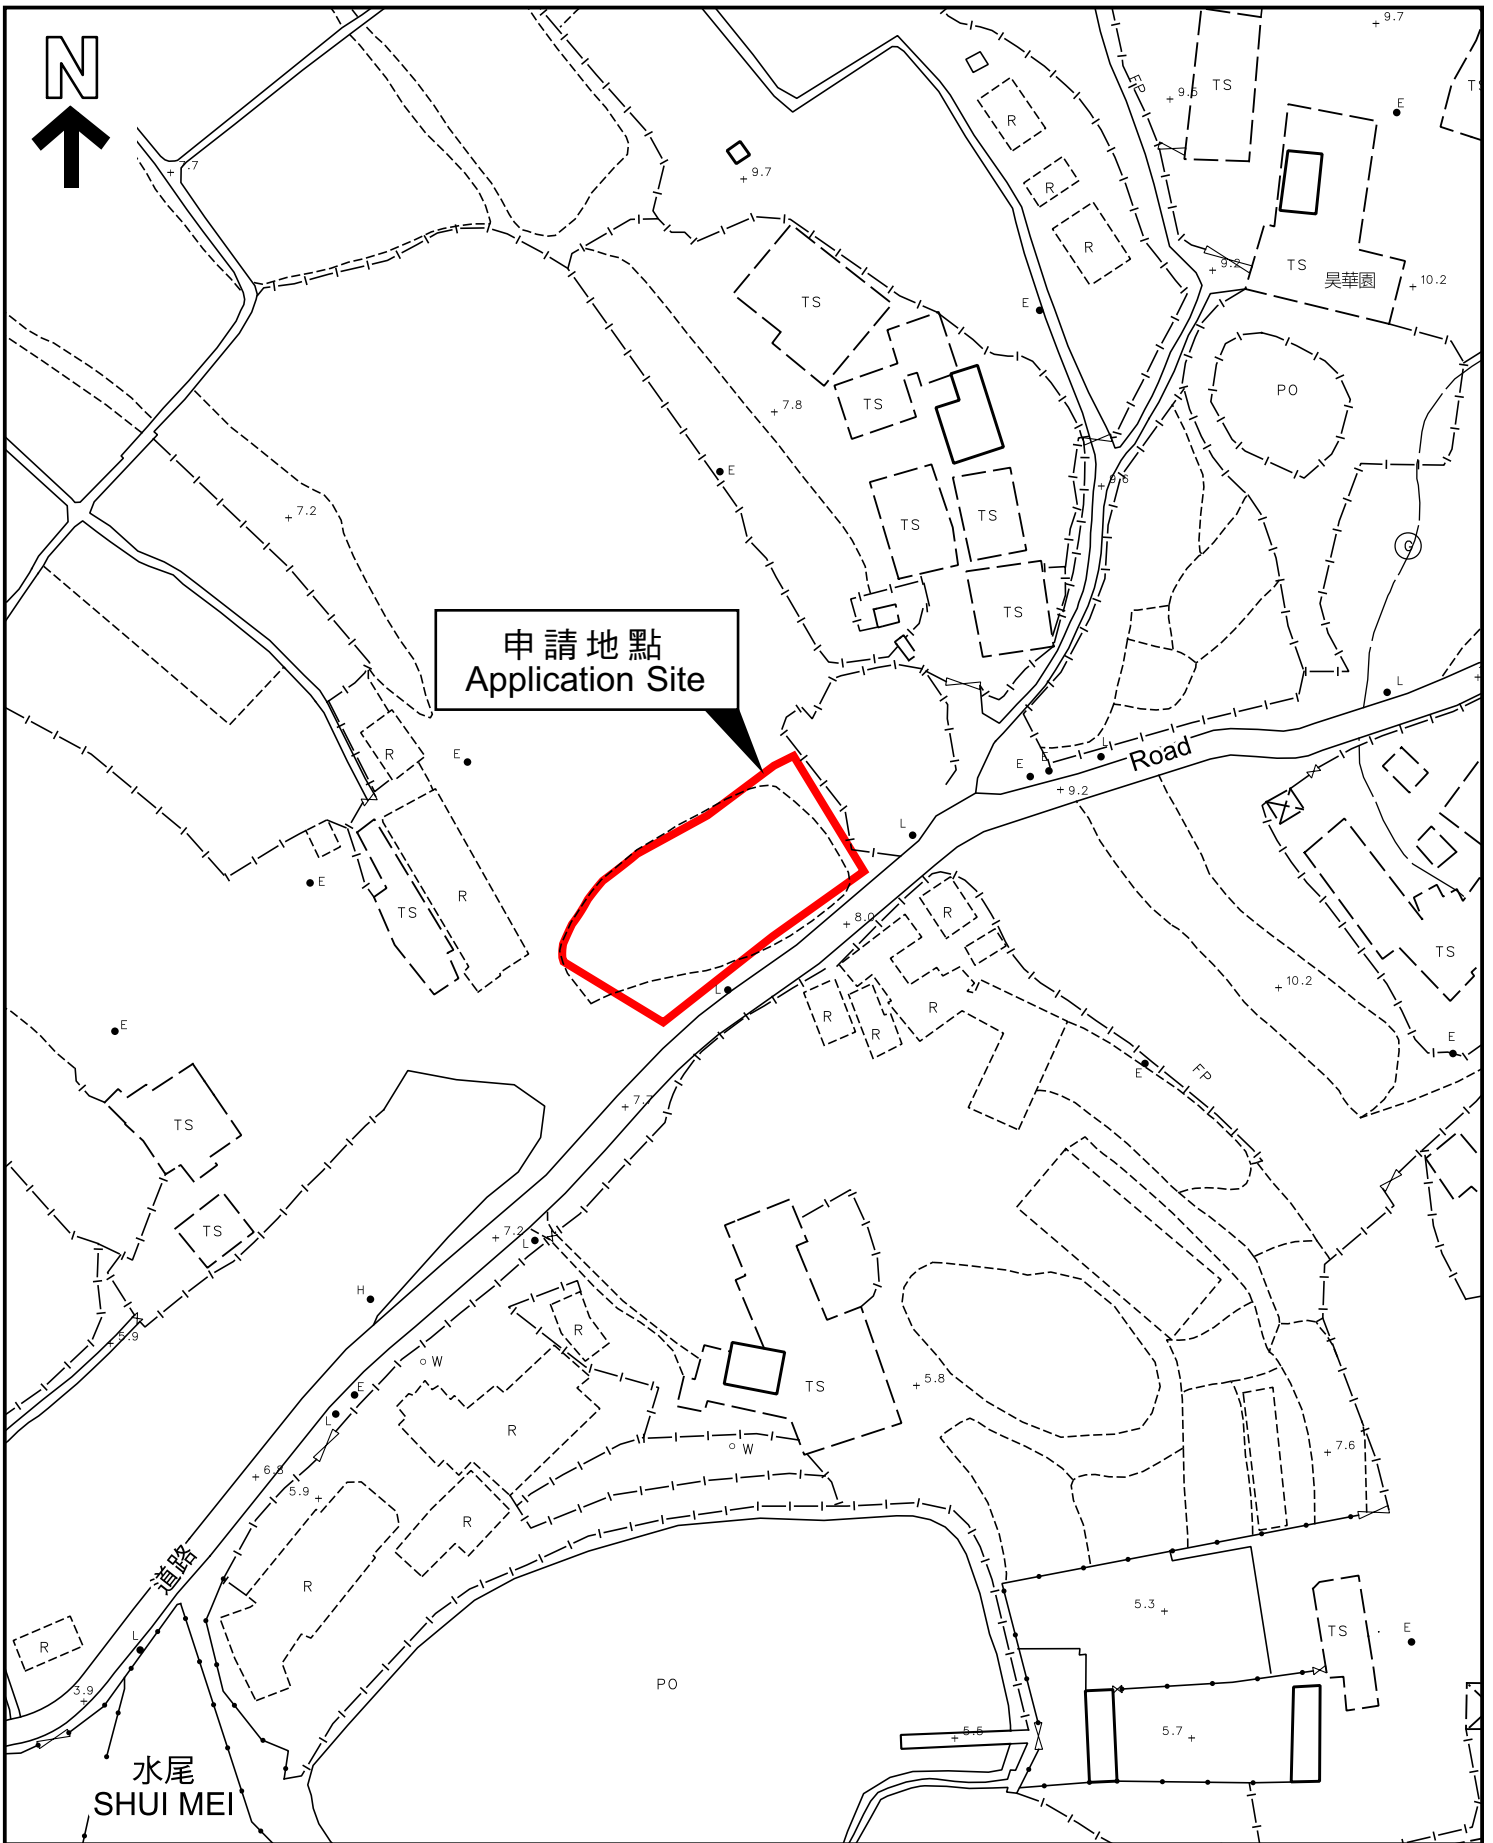 N
9.7
FP
9.5
TS
TS
E
7.7
9.7
R
R
R
9.2
TS
昊華園
10.2
E
TS
7.8
TS
PO
E
9.6
7.2
TS
TS
G
TS
申請地點
Application Site
L
R
E
E
E
L
Road
9.2
L
E
R
TS
8.0
R
TS
L
10.2
R
R
R
E
E
E
FP
7.7
TS
TS
7.2
L
H
5.9
R
W
E
TS
5.8
L
R
W
7.6
6.8
5.9
R
道路
R
5.3
TS
E
R
L
PO
3.9
5.5
5.7
水尾
SHUI MEI